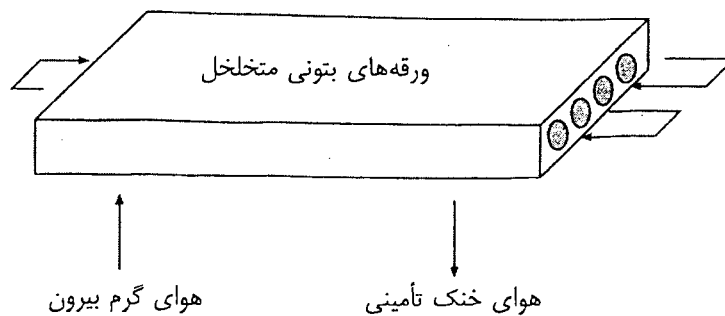 ورقه‌های بتونی متخلخل
هوای گرم بیرون
هوای خنک تأمینی